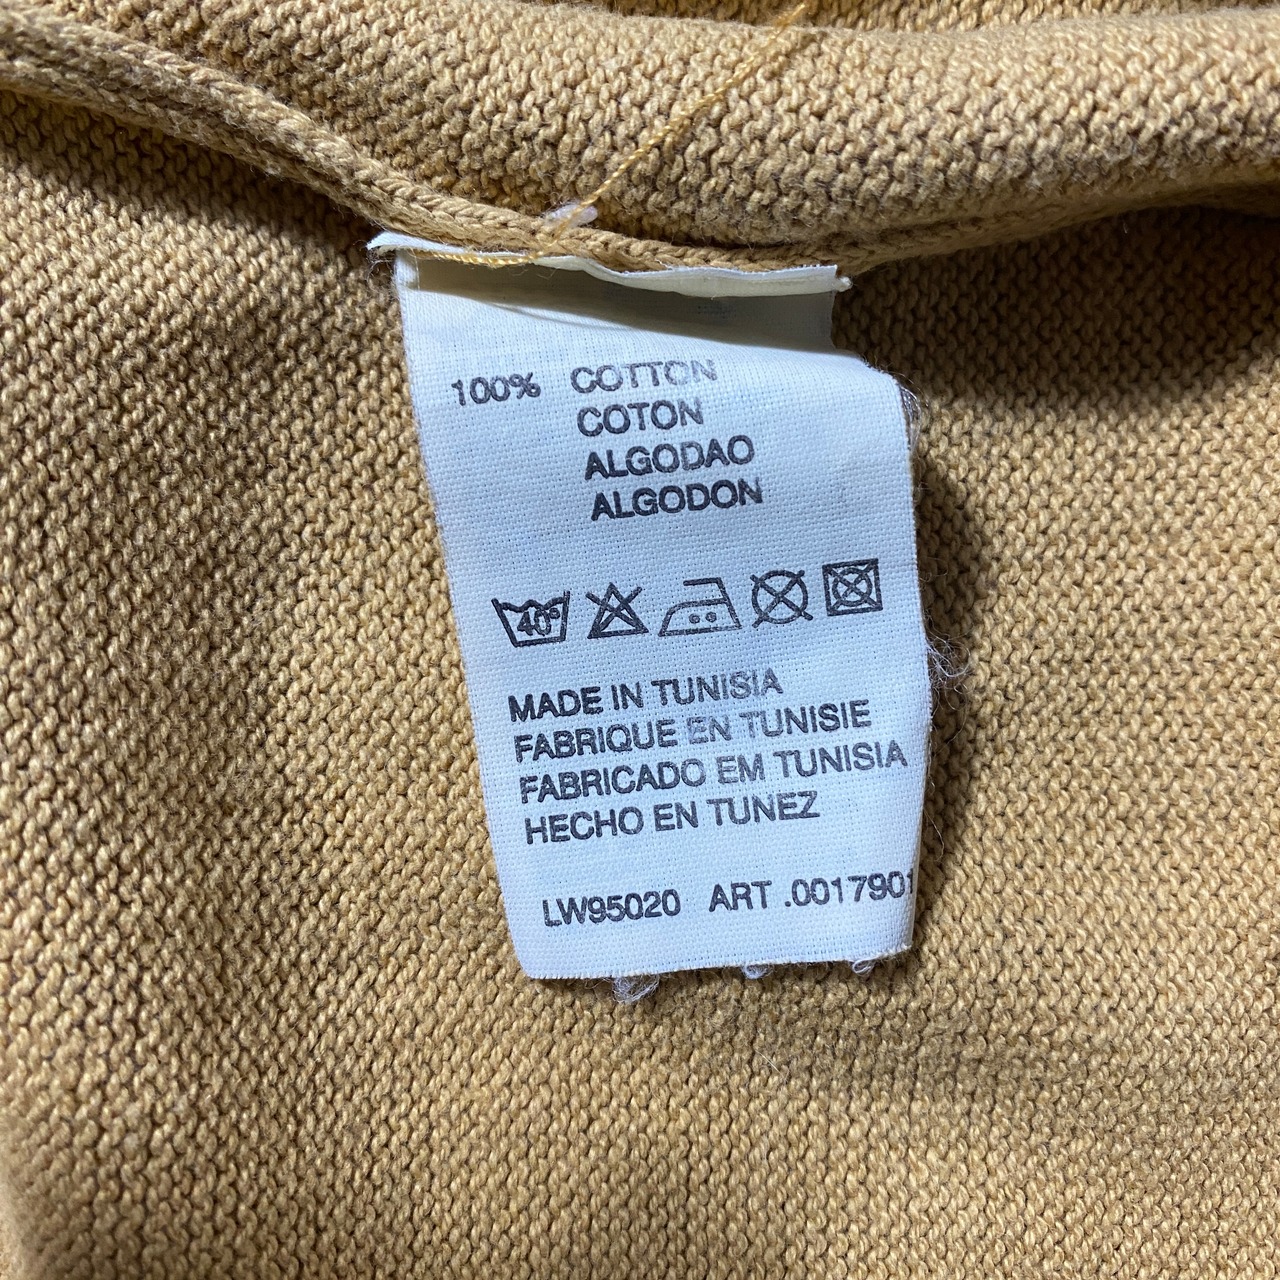 100% COTTON
COTON
ALGODAO
ALGODON
40°
MADE IN TUNISIA
FABRIQUE EN TUNISIE
FABRICADO EM TUNISIA
HECHO EN TUNEZ
LW95020 ART .0017901